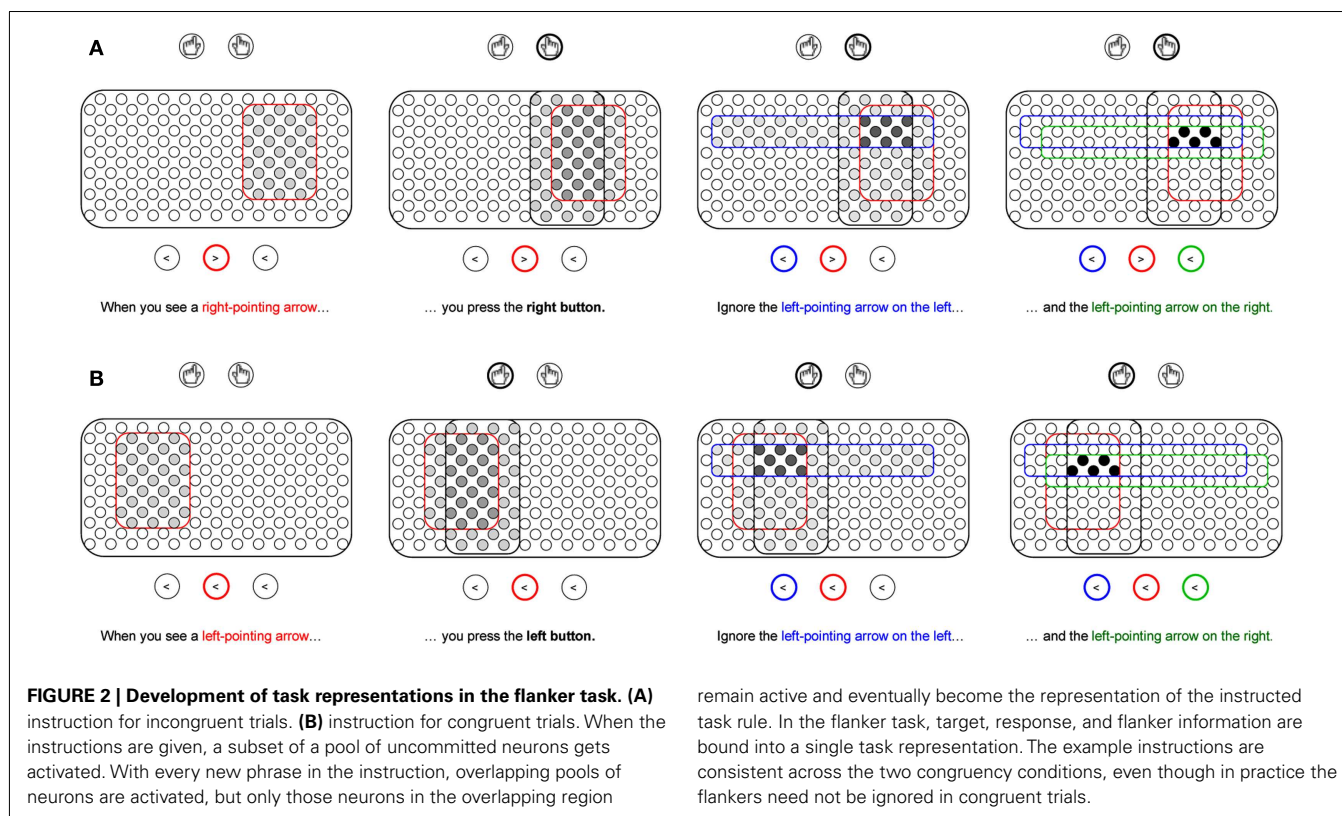 A
< > <
< > <
< > <
< > <
When you see a right-pointing arrow…
… you press the right button.
Ignore the left-pointing arrow on the left…
… and the left-pointing arrow on the right.
B
< < <
< < <
< < <
< < <
When you see a left-pointing arrow…
… you press the left button.
Ignore the left-pointing arrow on the left…
… and the left-pointing arrow on the right.
FIGURE 2 | Development of task representations in the flanker task. (A)
instruction for incongruent trials. (B) instruction for congruent trials. When the
instructions are given, a subset of a pool of uncommitted neurons gets
activated. With every new phrase in the instruction, overlapping pools of
neurons are activated, but only those neurons in the overlapping region
remain active and eventually become the representation of the instructed
task rule. In the flanker task, target, response, and flanker information are
bound into a single task representation. The example instructions are
consistent across the two congruency conditions, even though in practice the
flankers need not be ignored in congruent trials.